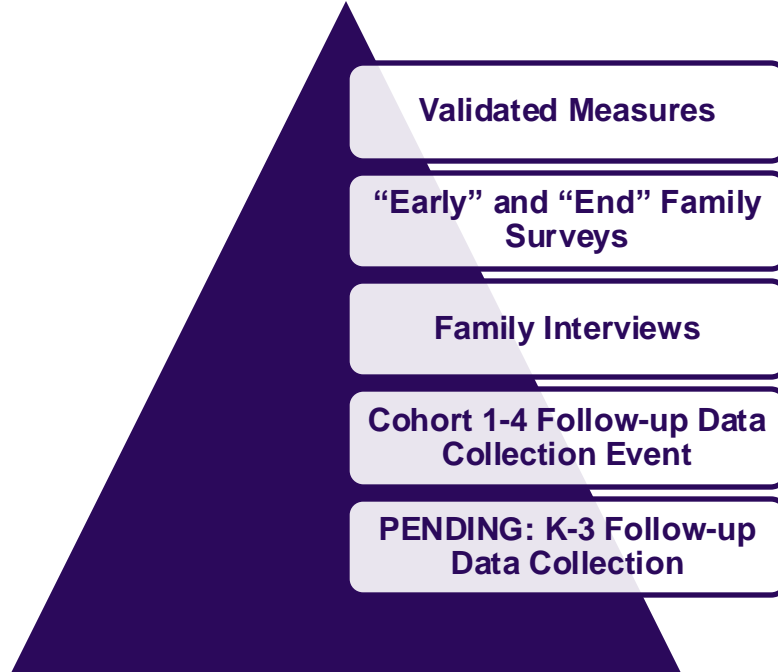 Validated Measures
“Early” and “End” Family
Surveys
Family Interviews
Cohort 1-4 Follow-up Data
Collection Event
PENDING: K-3 Follow-up
Data Collection